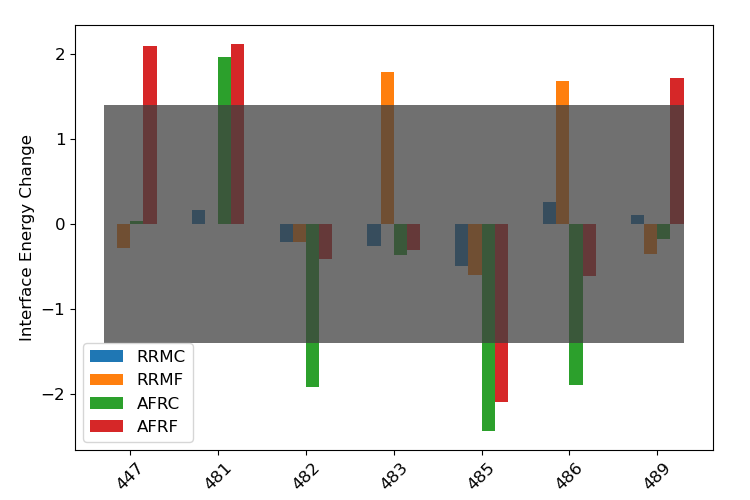 Interface Energy Change
2
1
0
−1
−2
RRMC
RRMF
AFRC
AFRF
447 481 482 483 485 486 489